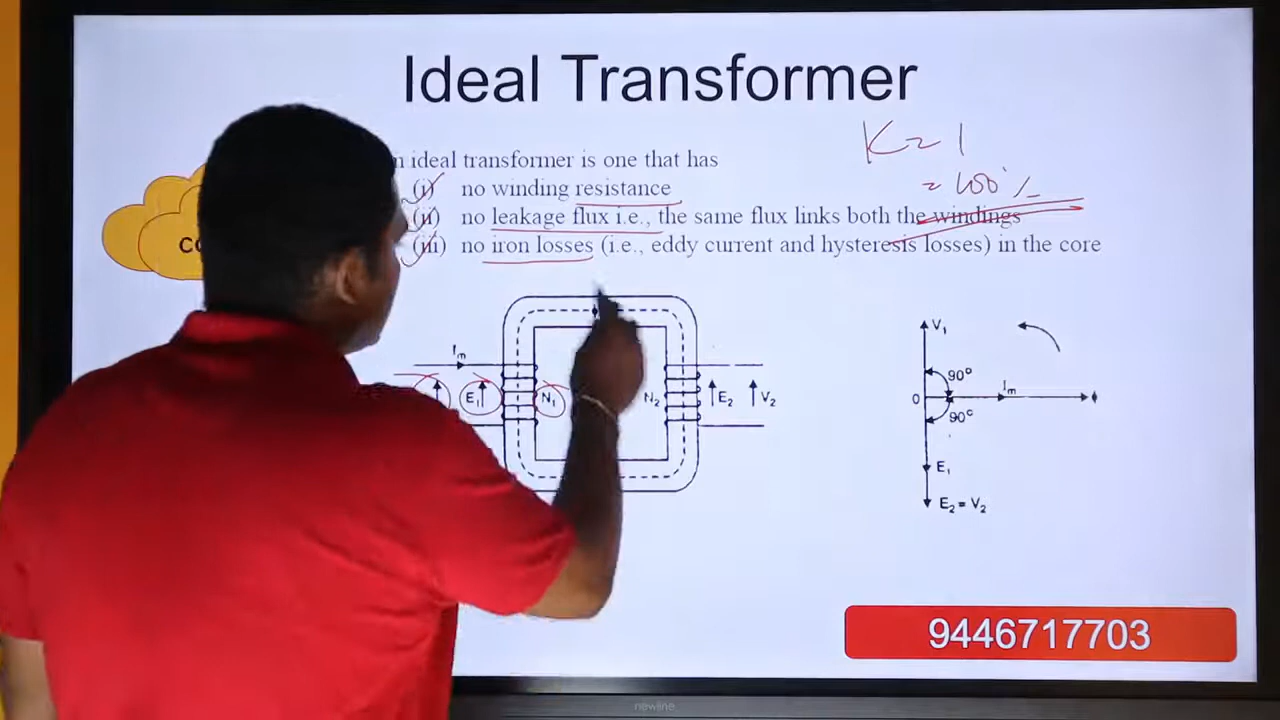 Ideal Transformer
K = 1
n ideal transformer is one that has
= 100 %
(i) no winding resistance
(ii) no leakage flux i.e., the same flux links both the windings
(iii) no iron losses (i.e., eddy current and hysteresis losses) in the core
Im
E1
N1
N2
E2
V2
V1
90°
0
Im
ϕ
90°
E1
E2 = V2
9446717703
newline